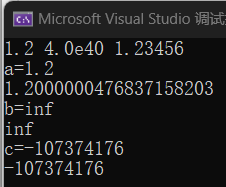 Microsoft Visual Studio 调试
1.2 4.0e40 1.23456
a=1.2
1.2000000476837158203
b=inf
inf
c=-107374176
-107374176